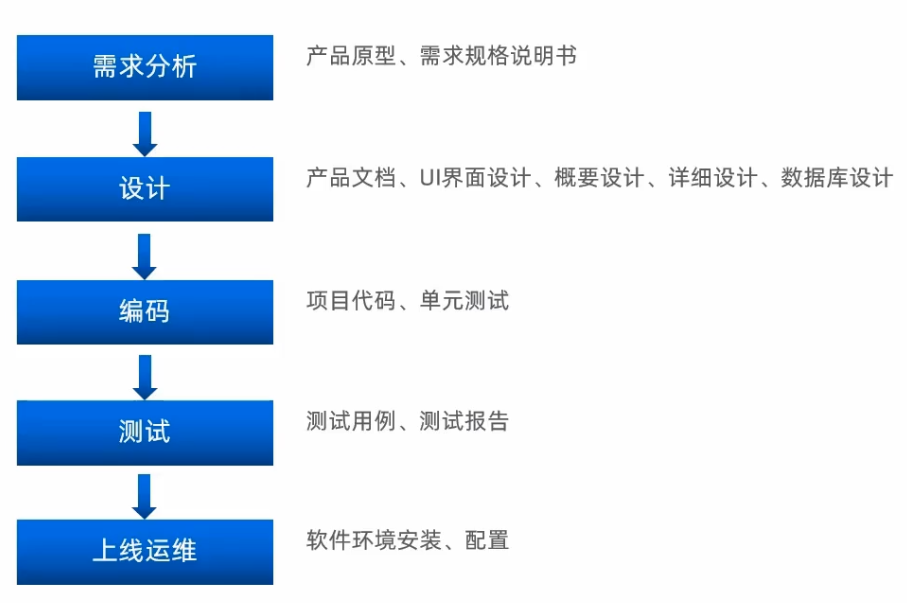 需求分析
产品原型、需求规格说明书
设计
产品文档、UI界面设计、概要设计、详细设计、数据库设计
编码
项目代码、单元测试
测试
测试用例、测试报告
上线运维
软件环境安装、配置